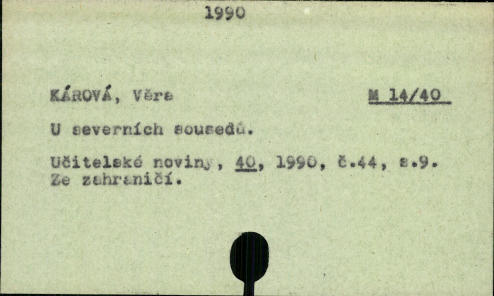 1990
KÁROVÁ, Věra
M 14/40
U severních sousedů.
Učitelské noviny, 40, 1990, č.44, s.9.
Ze zahraničí.